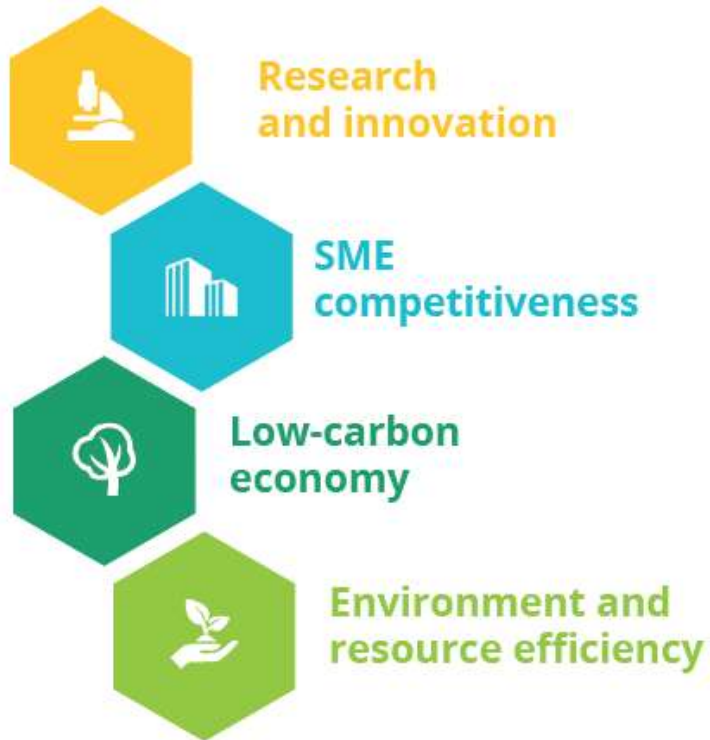 Research
and innovation
SME
competitiveness
Low-carbon
economy
Environment and
resource efficiency